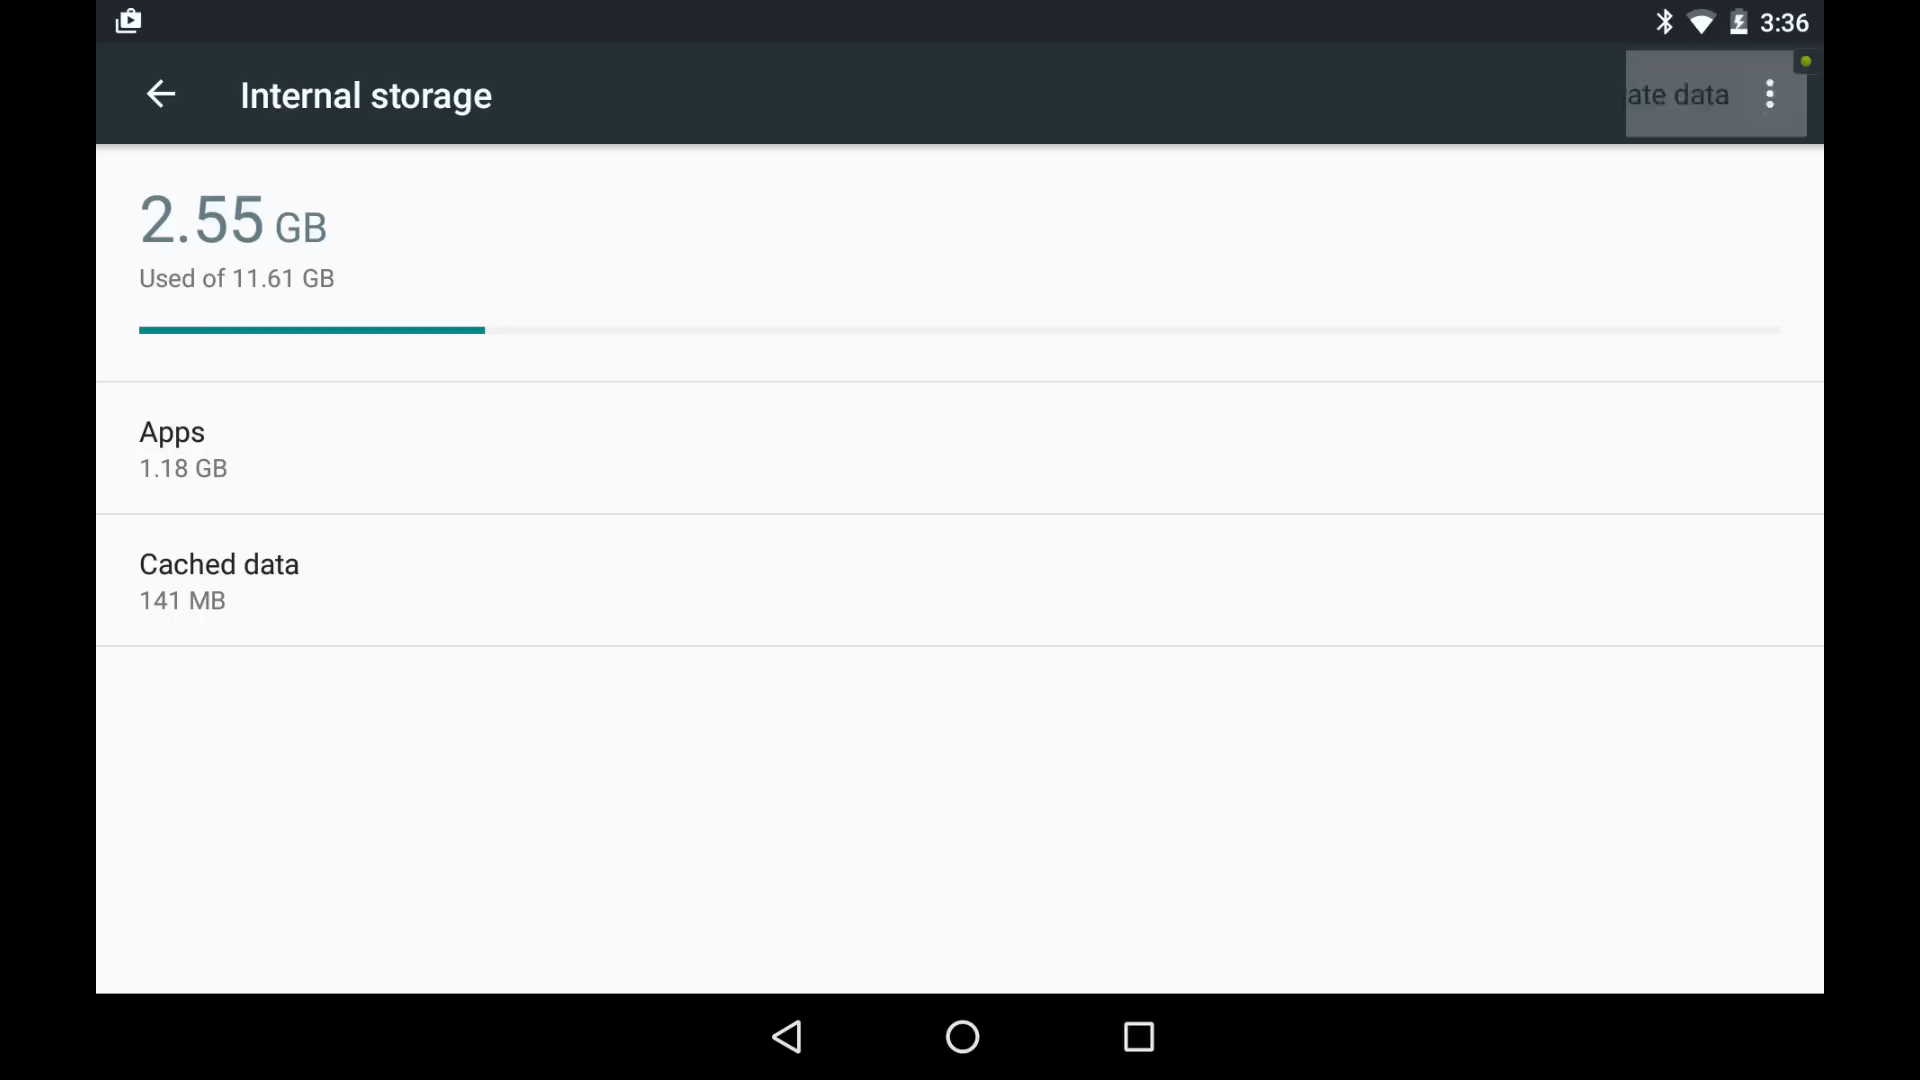 3:36
Internal storage
ate data
2.55 GB
Used of 11.61 GB
Apps
1.18 GB
Cached data
141 MB